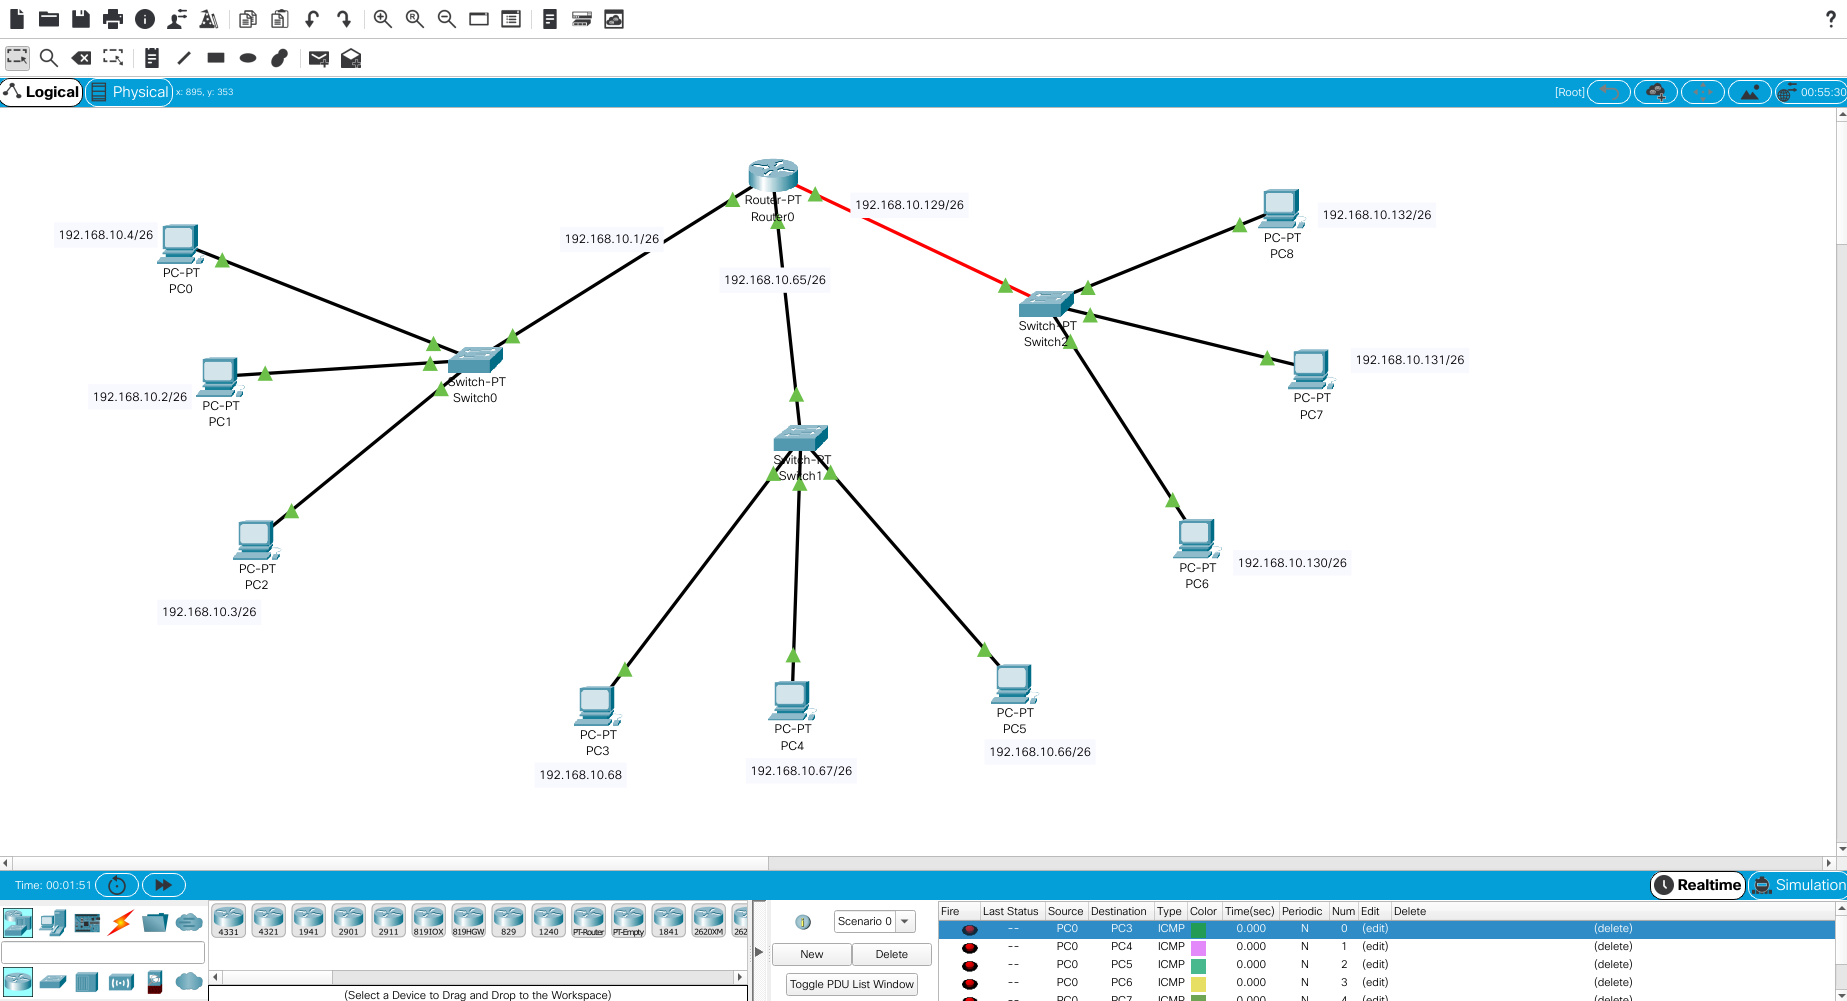 ?
Logical
Physical
x: 895, y: 353
[Root]
00:55:30
Router-PT
Router0
192.168.10.129/26
192.168.10.132/26
PC-PT
PC8
192.168.10.4/26
PC-PT
PC0
192.168.10.1/26
192.168.10.65/26
Switch-PT
Switch2
192.168.10.131/26
PC-PT
PC7
Switch-PT
Switch0
192.168.10.2/26
PC-PT
PC1
Switch-PT
Switch1
PC-PT
PC2
192.168.10.3/26
192.168.10.130/26
PC-PT
PC6
PC-PT
PC3
192.168.10.68
PC-PT
PC4
192.168.10.67/26
PC-PT
PC5
192.168.10.66/26
Time: 00:01:51
Realtime
Simulation
4331 4321 1941 2901 2911 819IOX 819HGW 829 1240 PT-Router PT-Empty 1841 2620XM 262
(Select a Device to Drag and Drop to the Workspace)
Scenario 0
New
Delete
Toggle PDU List Window
Fire Last Status Source Destination Type Color Time(sec) Periodic Num Edit Delete
-- PC0 PC3 ICMP 0.000 N 0 (edit) (delete)
-- PC0 PC4 ICMP 0.000 N 1 (edit) (delete)
-- PC0 PC5 ICMP 0.000 N 2 (edit) (delete)
-- PC0 PC6 ICMP 0.000 N 3 (edit) (delete)
-- PC0 PC7 ICMP 0.000 N 4 (edit) (delete)